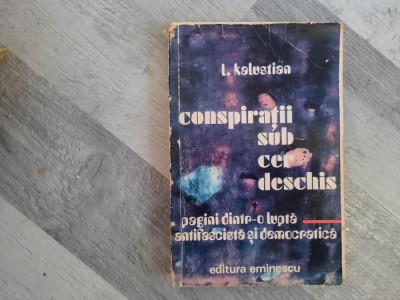 l. kalustian
conspirații
sub
cer
deschis
pagini dintr-o luptă
antifascistă și democratică
editura eminescu